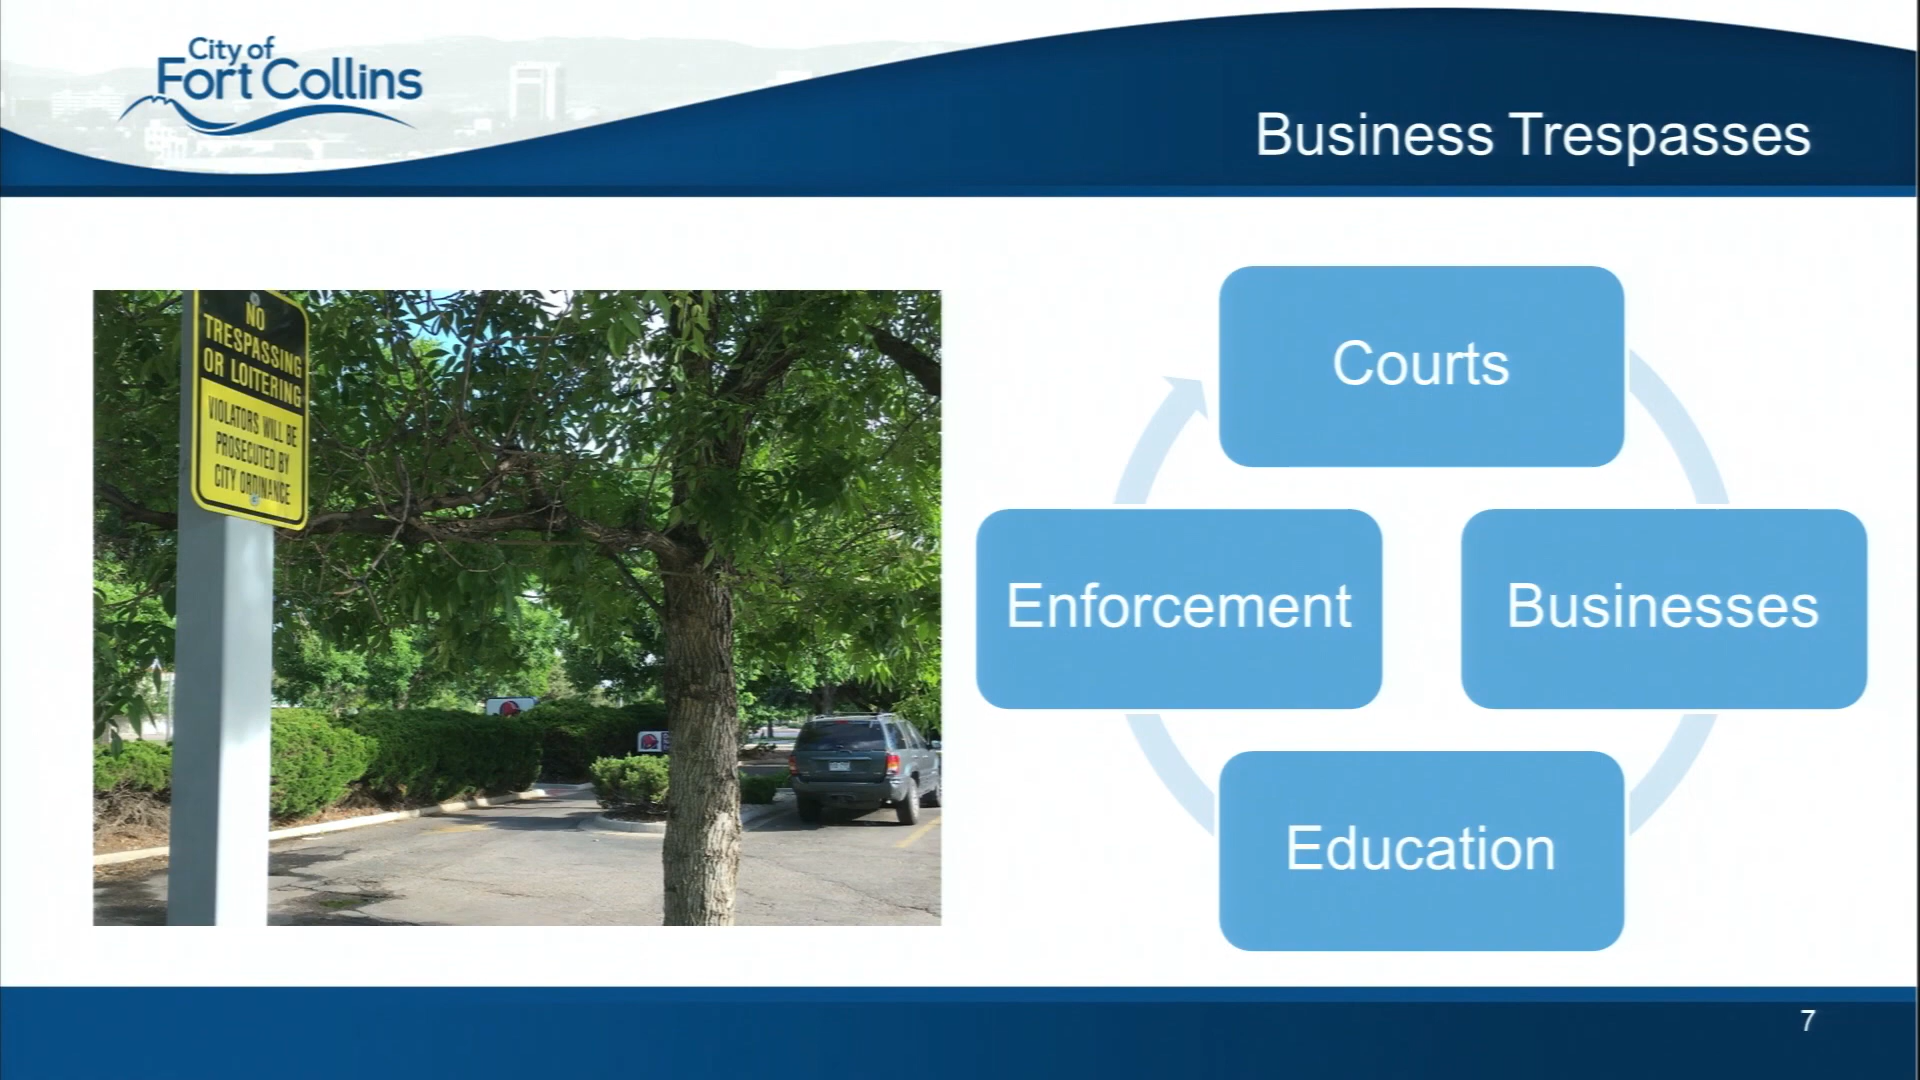 City of
Fort Collins
Business Trespasses
NO
TRESPASSING
OR LOITERING
VIOLATORS WILL BE
PROSECUTED BY
CITY ORDINANCE
Courts
Enforcement
Businesses
Education
7